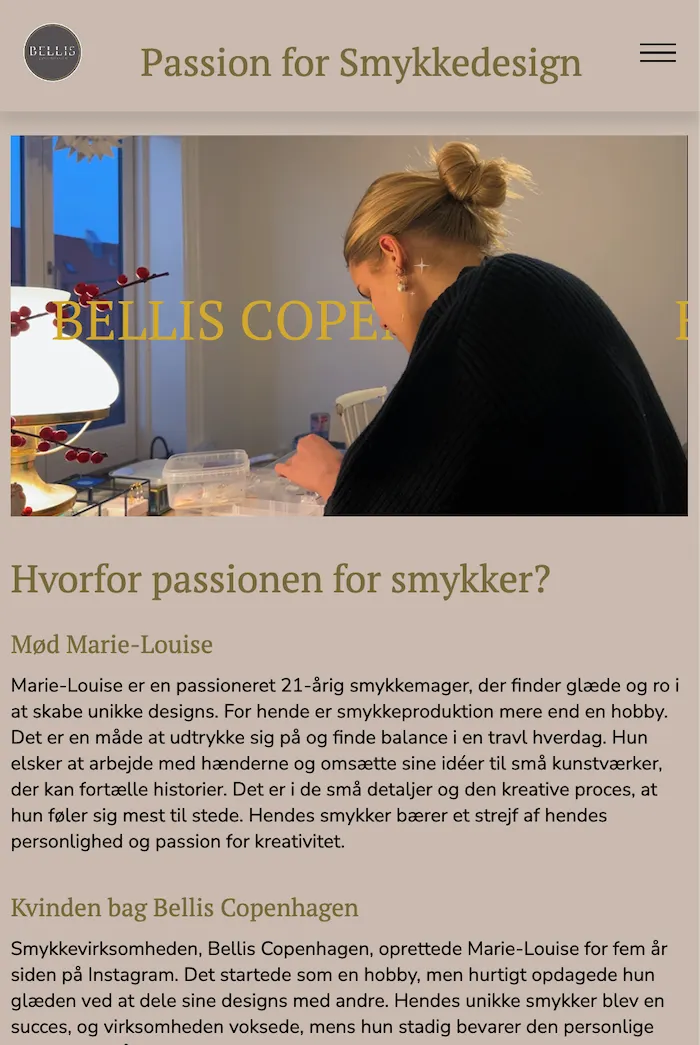 BELLIS
Passion for Smykkedesign
BELLIS COPE
Hvorfor passionen for smykker?
Mød Marie-Louise
Marie-Louise er en passioneret 21-årig smykkemager, der finder glæde og ro i
at skabe unikke designs. For hende er smykkeproduktion mere end en hobby.
Det er en måde at udtrykke sig på og finde balance i en travl hverdag. Hun
elsker at arbejde med hænderne og omsætte sine idéer til små kunstværker,
der kan fortælle historier. Det er i de små detaljer og den kreative proces, at
hun føler sig mest til stede. Hendes smykker bærer et strejf af hendes
personlighed og passion for kreativitet.
Kvinden bag Bellis Copenhagen
Smykkevirksomheden, Bellis Copenhagen, oprettede Marie-Louise for fem år
siden på Instagram. Det startede som en hobby, men hurtigt opdagede hun
glæden ved at dele sine designs med andre. Hendes unikke smykker blev en
succes, og virksomheden voksede, mens hun stadig bevarer den personlige